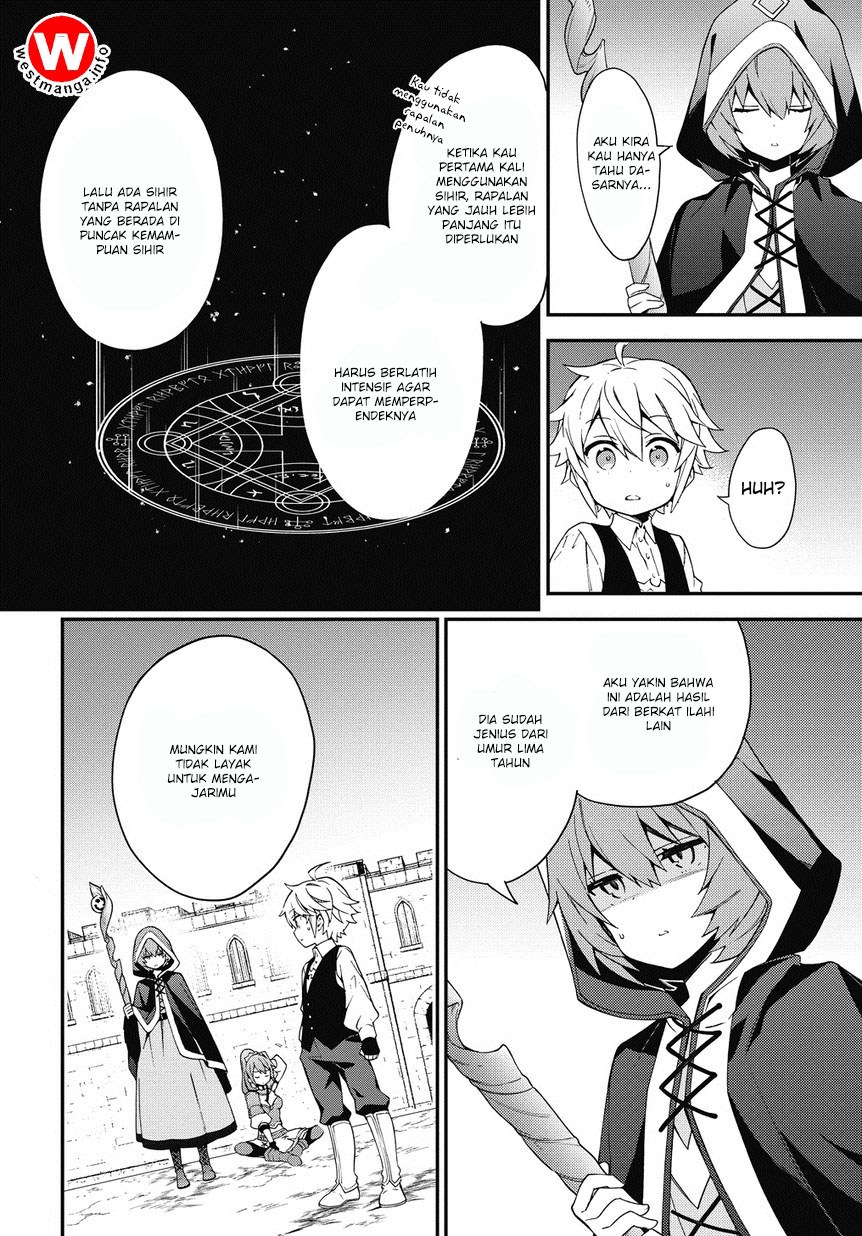 W
westmanga.info
AKU KIRA
KAU HANYA
TAHU DA-
SARNYA...
HUH?
Kau tidak
menggunakan
rapalan
penuhnya
KETIKA KAU
PERTAMA KALI
MENGGUNAKAN
SIHIR, RAPALAN
YANG JAUH LEBIH
PANJANG ITU
DIPERLUKAN
HARUS BERLATIH
INTENSIF AGAR
DAPAT MEMPERP-
ENDEKNYA
LALU ADA SIHIR
TANPA RAPALAN
YANG BERADA DI
PUNCAK KEMAM-
PUAN SIHIR
AKU YAKIN BAHWA
INI ADALAH HASIL
DARI BERKAT ILAHI
LAIN
DIA SUDAH
JENIUS DARI
UMUR LIMA
TAHUN
MUNGKIN KAMI
TIDAK LAYAK
UNTUK MENGA-
JARIMU